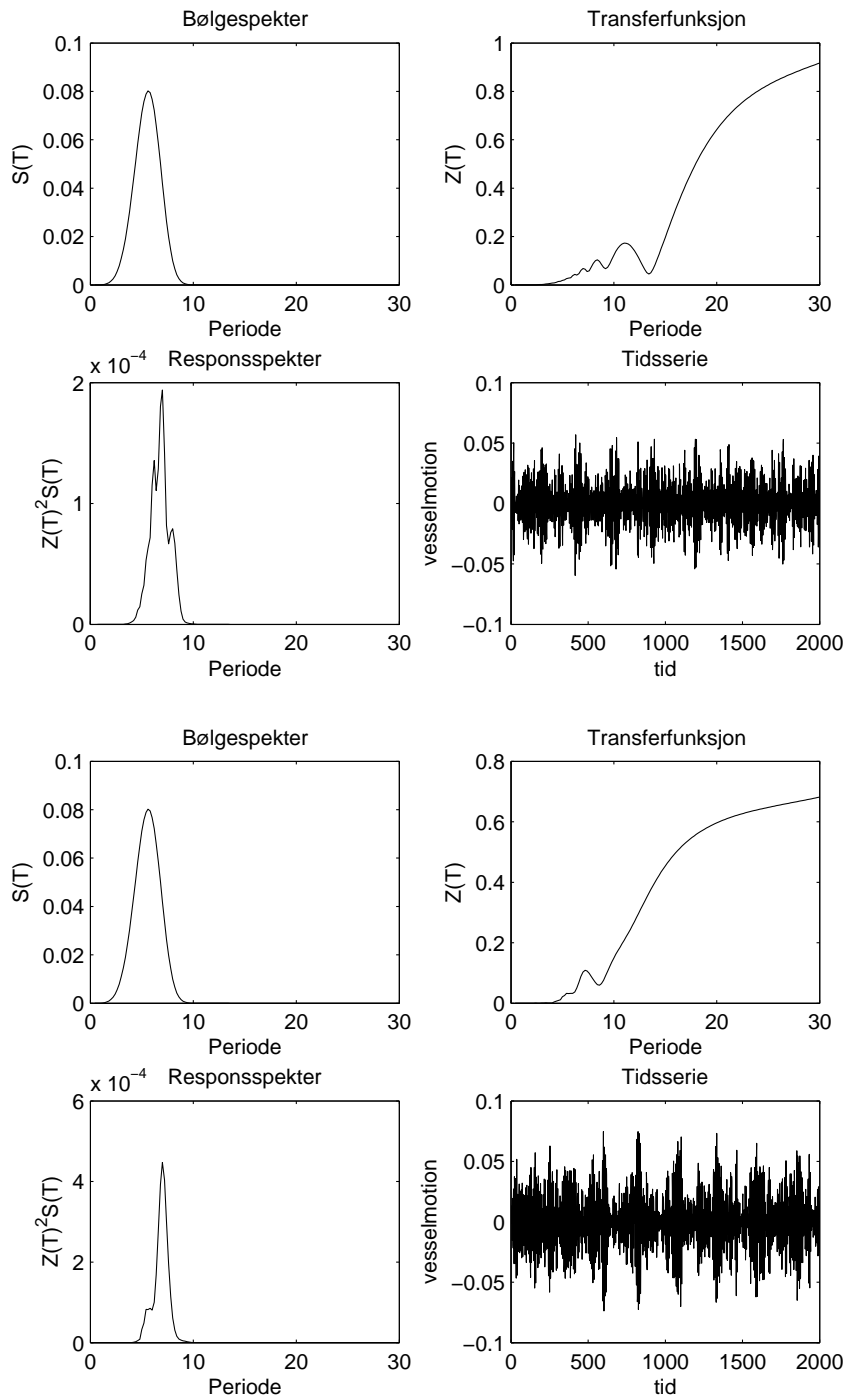 Bølgespekter
S(T)
0.1
0.08
0.06
0.04
0.02
0
0 10 20 30
Periode
Transferfunksjon
Z(T)
1
0.8
0.6
0.4
0.2
0
0 10 20 30
Periode
x 10−4 Responsspekter
Z(T)2S(T)
2
1
0
0 10 20 30
Periode
Tidsserie
vesselmotion
0.1
0.05
0
−0.05
−0.1
0 500 1000 1500 2000
tid
Bølgespekter
S(T)
0.1
0.08
0.06
0.04
0.02
0
0 10 20 30
Periode
Transferfunksjon
Z(T)
0.8
0.6
0.4
0.2
0
0 10 20 30
Periode
x 10−4 Responsspekter
Z(T)2S(T)
6
4
2
0
0 10 20 30
Periode
Tidsserie
vesselmotion
0.1
0.05
0
−0.05
−0.1
0 500 1000 1500 2000
tid